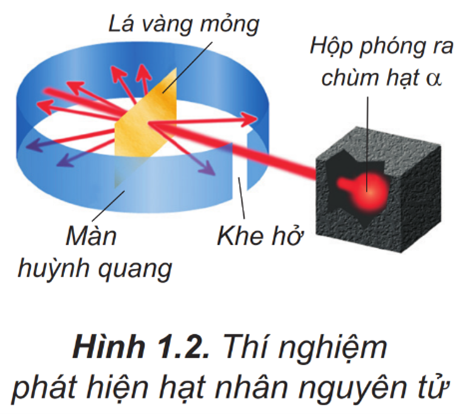 Lá vàng mỏng
Hộp phóng ra
chùm hạt α
Màn
huỳnh quang
Khe hở
Hình 1.2. Thí nghiệm
phát hiện hạt nhân nguyên tử